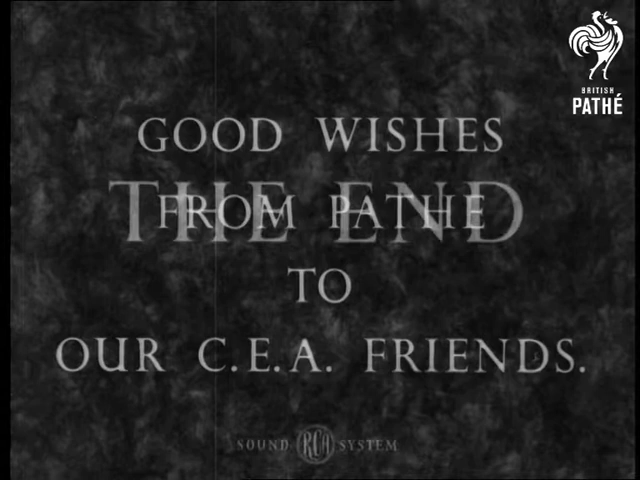 BRITISH
PATHÉ
GOOD WISHES
THE END
FROM PATHE
TO
OUR C.E.A. FRIENDS.
SOUND RCA SYSTEM